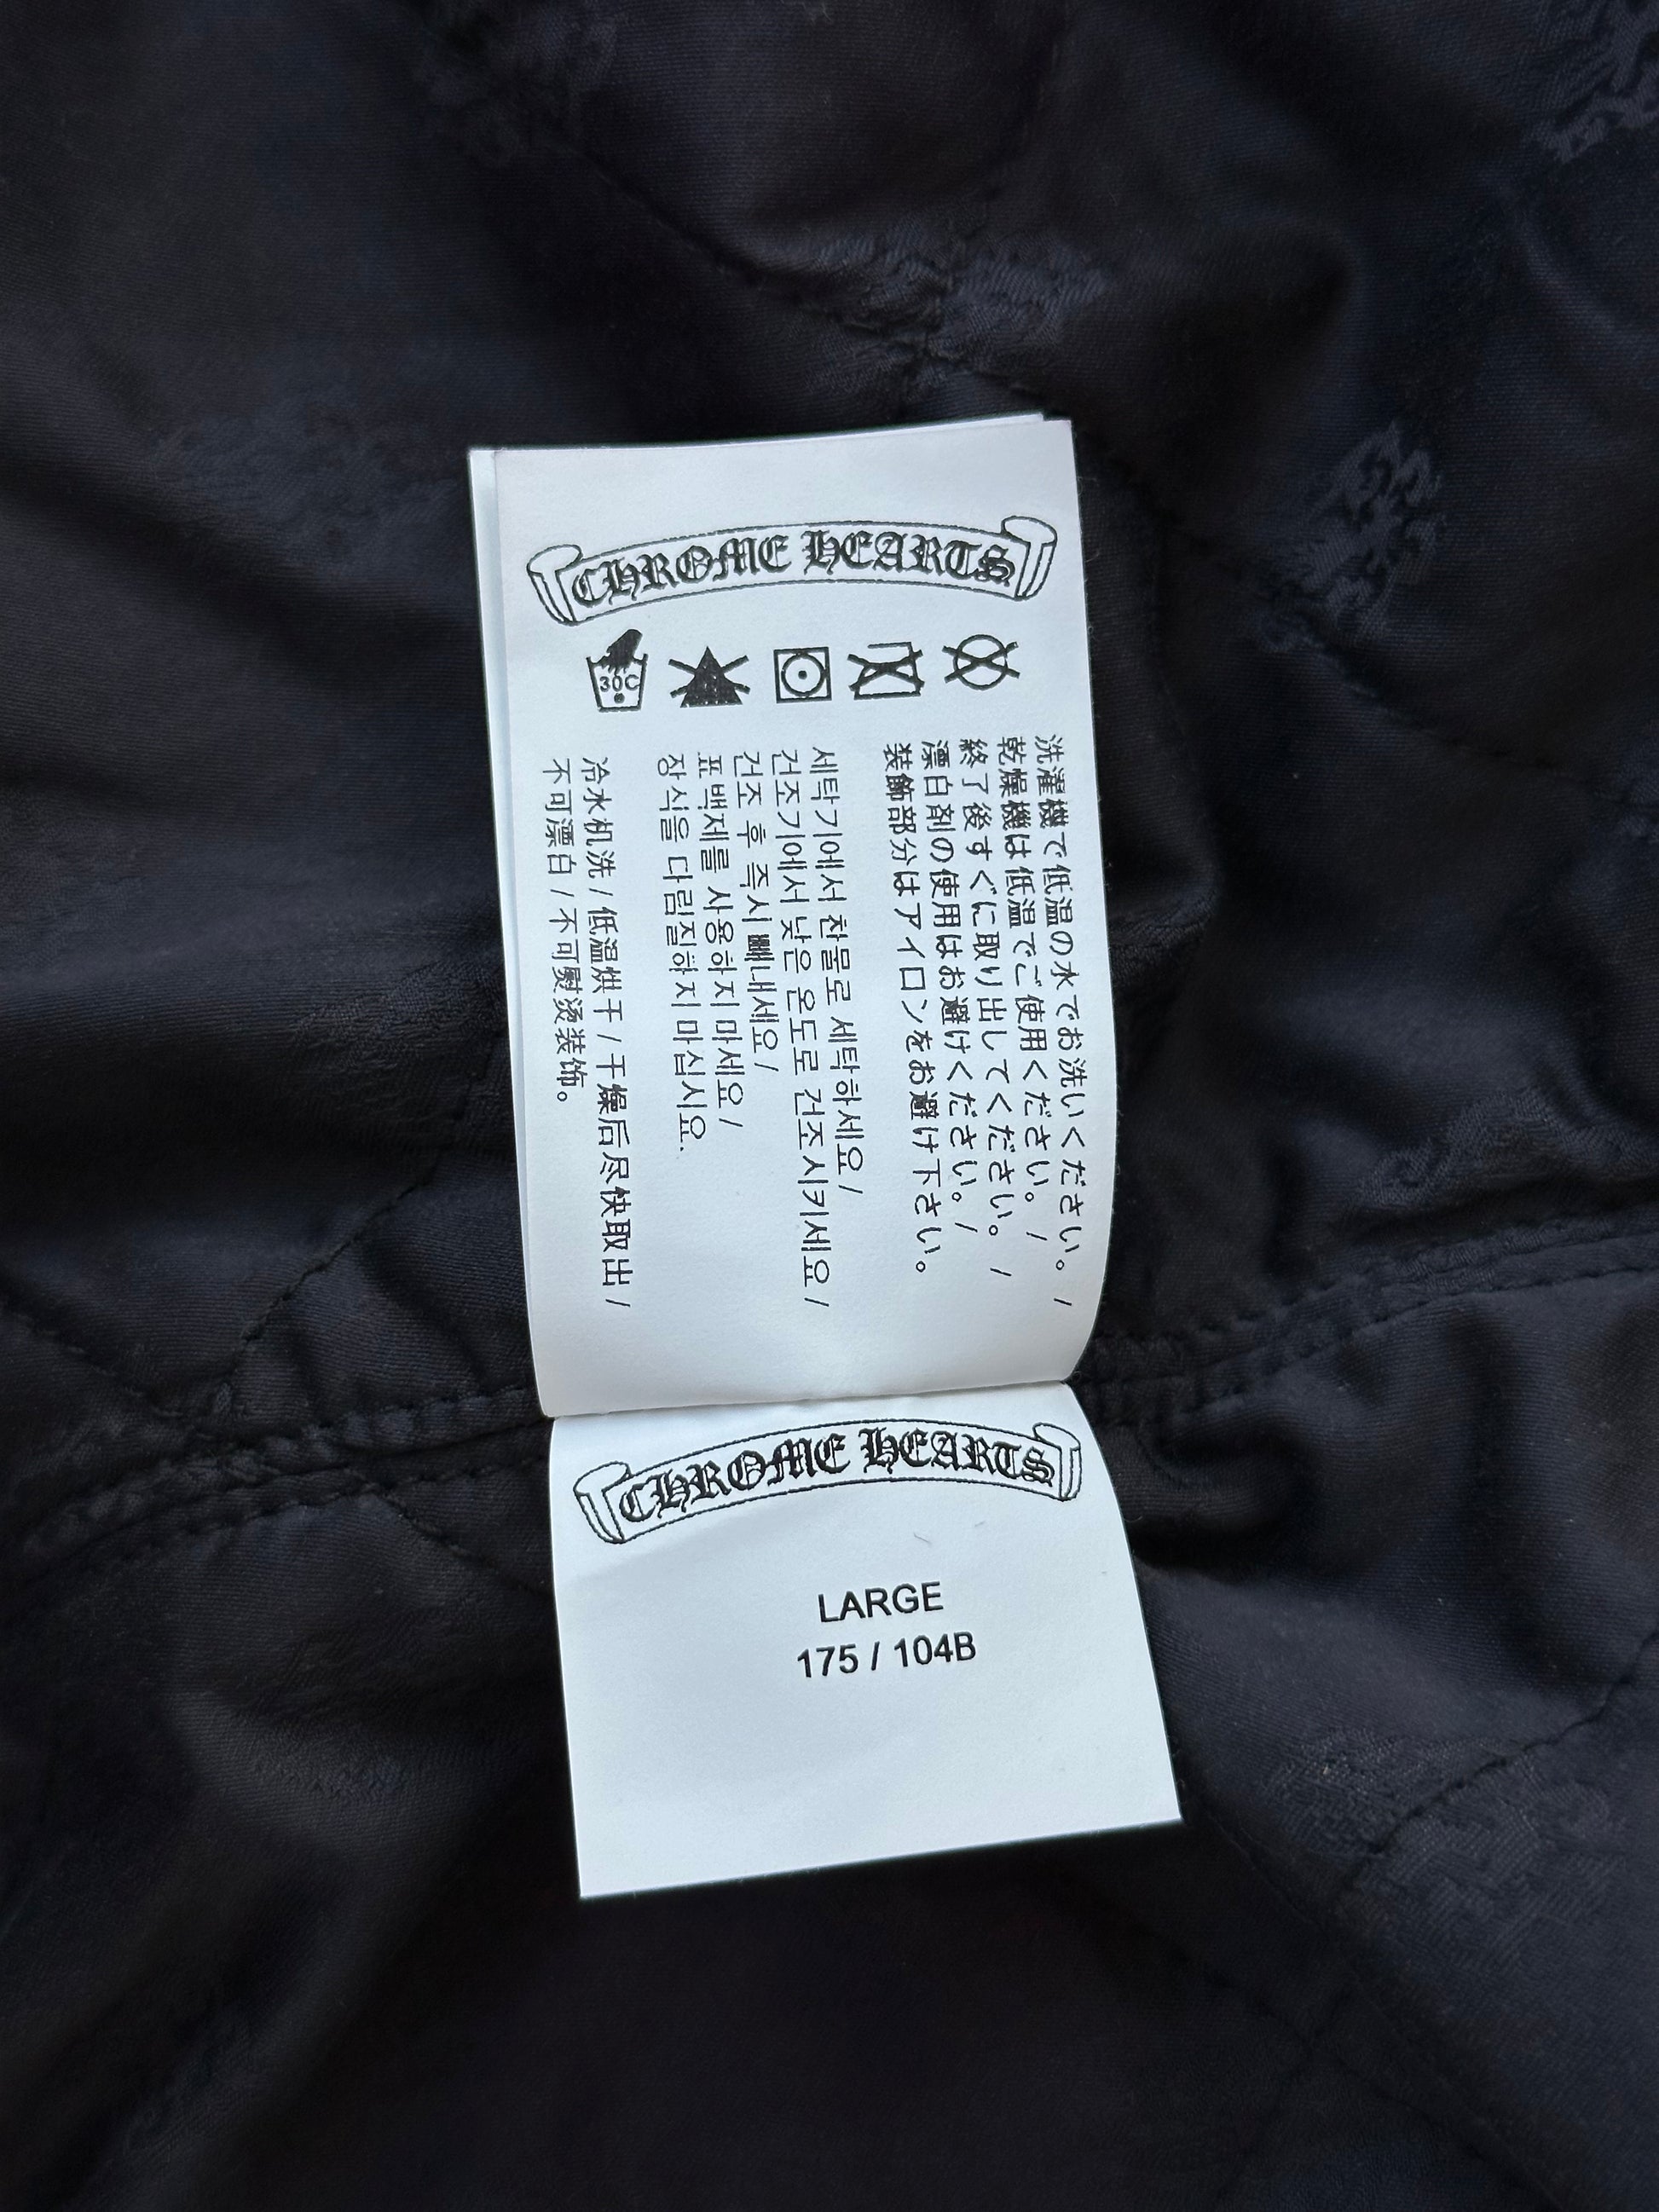 CHROME HEARTS
30C
洗濯機で低温の水でお洗いください。 /
乾燥機は低温でご使用ください。 /
終了後すぐに取り出してください。 /
漂白剤の使用はお避けください。 /
装飾部分はアイロンをお避け下さい。
세탁기에서 찬물로 세탁하세요 /
건조기에서 낮은 온도로 건조시키세요 /
건조 후 즉시 빼내세요 /
표백제를 사용하지 마세요 /
장식을 다림질하지 마십시요.
冷水机洗 / 低温烘干 / 干燥后尽快取出 /
不可漂白 / 不可熨烫装饰。
CHROME HEARTS
LARGE
175 / 104B